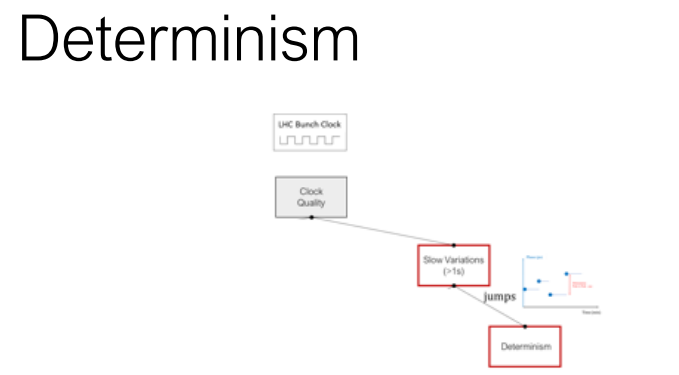 Determinism
LHC Bunch Clock
Clock
Quality
Slow Variations
(>1s)
jumps
Determinism